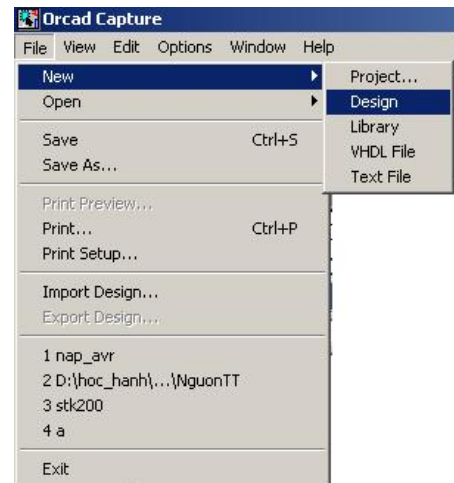 Orcad Capture
File View Edit Options Window Help
New
Project...
Design
Library
VHDL File
Text File
Open
Save Ctrl+S
Save As...
Print Preview...
Print... Ctrl+P
Print Setup...
Import Design...
Export Design...
1 nap_avr
2 D:\hoc_hanh\...\NguonTT
3 stk200
4 a
Exit